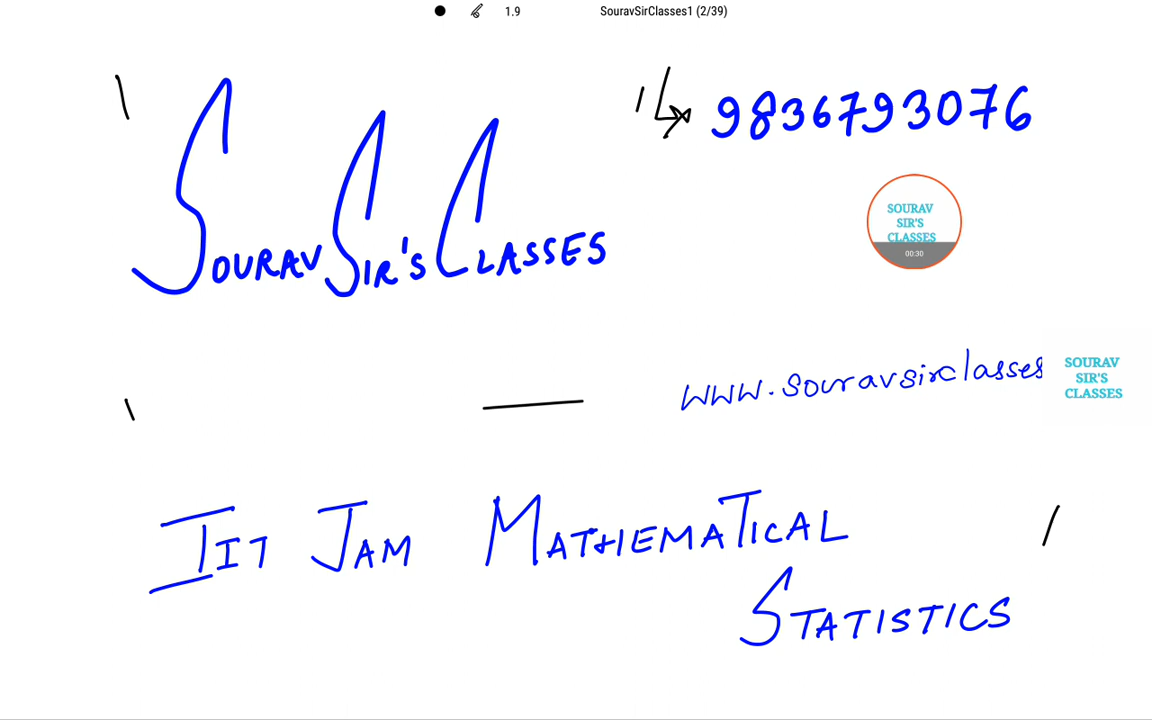 1.9 SouravSirClasses1 (2/39)
SOURAV SIR'S CLASSES
9836793076
SOURAV
SIR'S
CLASSES
00:30
www.souravsirclasses
SOURAV
SIR'S
CLASSES
IIT JAM MATHEMATICAL
STATISTICS